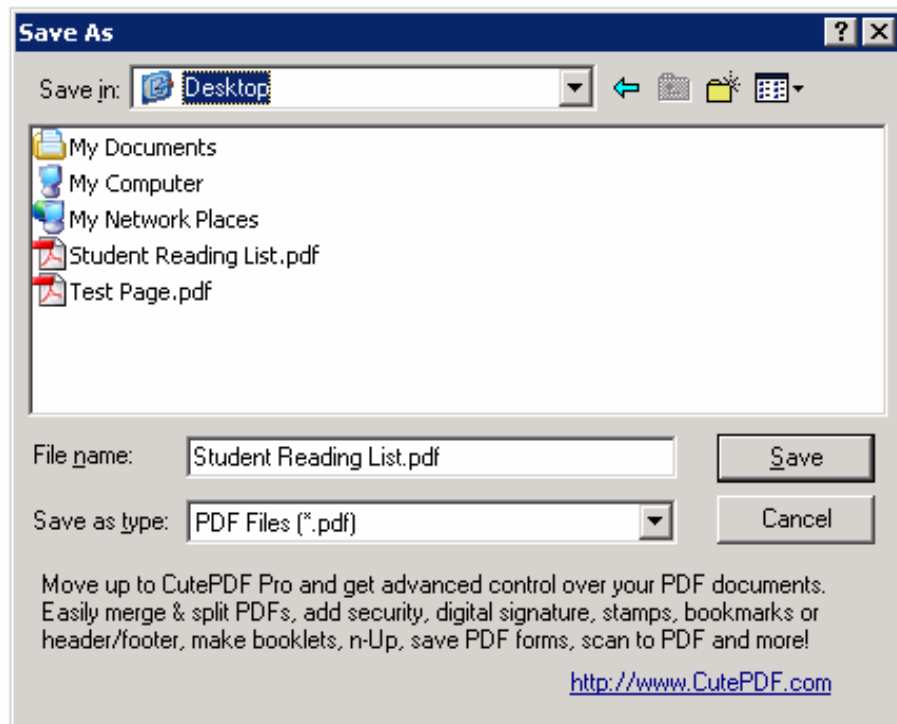 Save As
Save in: Desktop
My Documents
My Computer
My Network Places
Student Reading List.pdf
Test Page.pdf
File name: Student Reading List.pdf Save
Save as type: PDF Files (*.pdf) Cancel
Move up to CutePDF Pro and get advanced control over your PDF documents.
Easily merge & split PDFs, add security, digital signature, stamps, bookmarks or
header/footer, make booklets, n-Up, save PDF forms, scan to PDF and more!
http://www.CutePDF.com